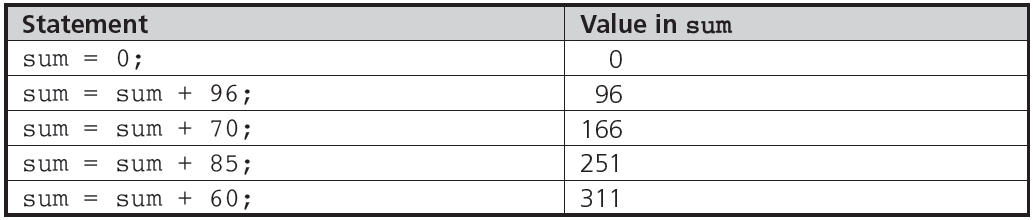 Statement Value in sum
sum = 0; 0
sum = sum + 96; 96
sum = sum + 70; 166
sum = sum + 85; 251
sum = sum + 60; 311